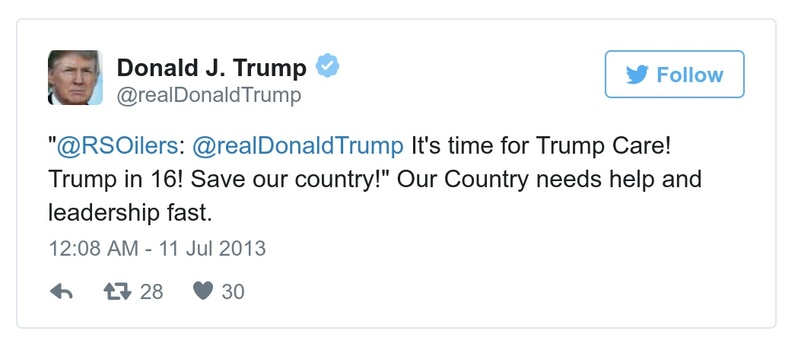 Donald J. Trump
@realDonaldTrump
Follow
"@RSOilers: @realDonaldTrump It's time for Trump Care!
Trump in 16! Save our country!" Our Country needs help and
leadership fast.
12:08 AM - 11 Jul 2013
28 30